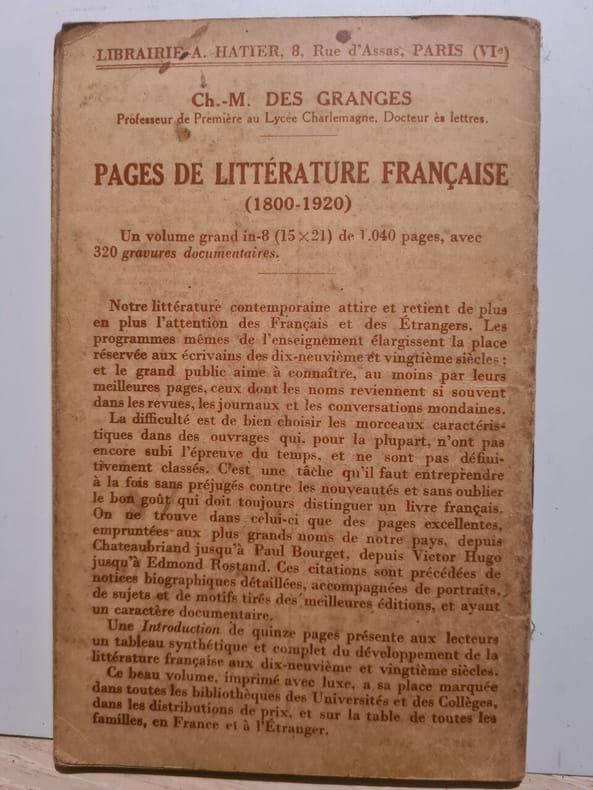 LIBRAIRIE A. HATIER, 8, Rue d'Assas, PARIS (VIe)
Ch.-M. DES GRANGES
Professeur de Première au Lycée Charlemagne, Docteur ès lettres.
PAGES DE LITTÉRATURE FRANÇAISE
(1800-1920)
Un volume grand in-8 (15×21) de 1.040 pages, avec
320 gravures documentaires.
Notre littérature contemporaine attire et retient de plus
en plus l'attention des Français et des Étrangers. Les
programmes mêmes de l'enseignement élargissent la place
réservée aux écrivains des dix-neuvième et vingtième siècles ;
et le grand public aime à connaître, au moins par leurs
meilleures pages, ceux dont les noms reviennent si souvent
dans les revues, les journaux et les conversations mondaines.
La difficulté est de bien choisir les morceaux caractéris-
tiques dans des ouvrages qui, pour la plupart, n'ont pas
encore subi l'épreuve du temps, et ne sont pas défini-
tivement classés. C'est une tâche qu'il faut entreprendre
à la fois sans préjugés contre les nouveautés et sans oublier
le bon goût qui doit toujours distinguer un livre français.
On ne trouve dans celui-ci que des pages excellentes,
empruntées aux plus grands noms de notre pays, depuis
Chateaubriand jusqu'à Paul Bourget, depuis Victor Hugo
jusqu'à Edmond Rostand. Ces citations sont précédées de
notices biographiques détaillées, accompagnées de portraits,
de sujets et de motifs tirés des meilleures éditions, et ayant
un caractère documentaire.
Une Introduction de quinze pages présente aux lecteurs
un tableau synthétique et complet du développement de la
littérature française aux dix-neuvième et vingtième siècles.
Ce beau volume, imprimé avec luxe, a sa place marquée
dans toutes les bibliothèques des Universités et des Collèges,
dans les distributions de prix, et sur la table de toutes les
familles, en France et à l'Étranger.